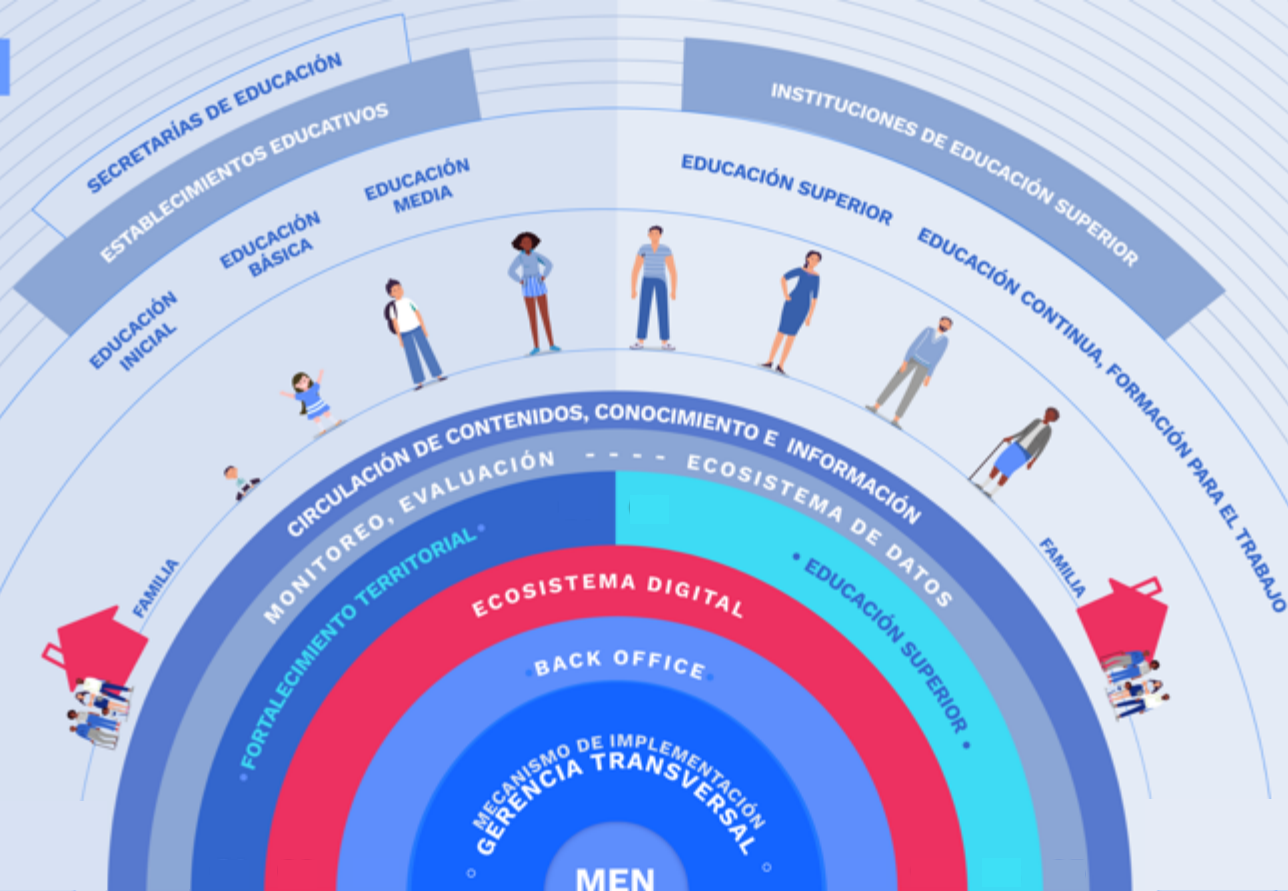 SECRETARÍAS DE EDUCACIÓN
ESTABLECIMIENTOS EDUCATIVOS
INSTITUCIONES DE EDUCACIÓN SUPERIOR
EDUCACIÓN
INICIAL
EDUCACIÓN
BÁSICA
EDUCACIÓN
MEDIA
EDUCACIÓN SUPERIOR
EDUCACIÓN CONTINUA, FORMACIÓN PARA EL TRABAJO
FAMILIA
FAMILIA
CIRCULACIÓN DE CONTENIDOS, CONOCIMIENTO E INFORMACIÓN
MONITOREO, EVALUACIÓN - - - - ECOSISTEMA DE DATOS
• FORTALECIMIENTO TERRITORIAL •
• EDUCACIÓN SUPERIOR •
ECOSISTEMA DIGITAL
• BACK OFFICE •
MECANISMO DE IMPLEMENTACIÓN
GERENCIA TRANSVERSAL
MEN